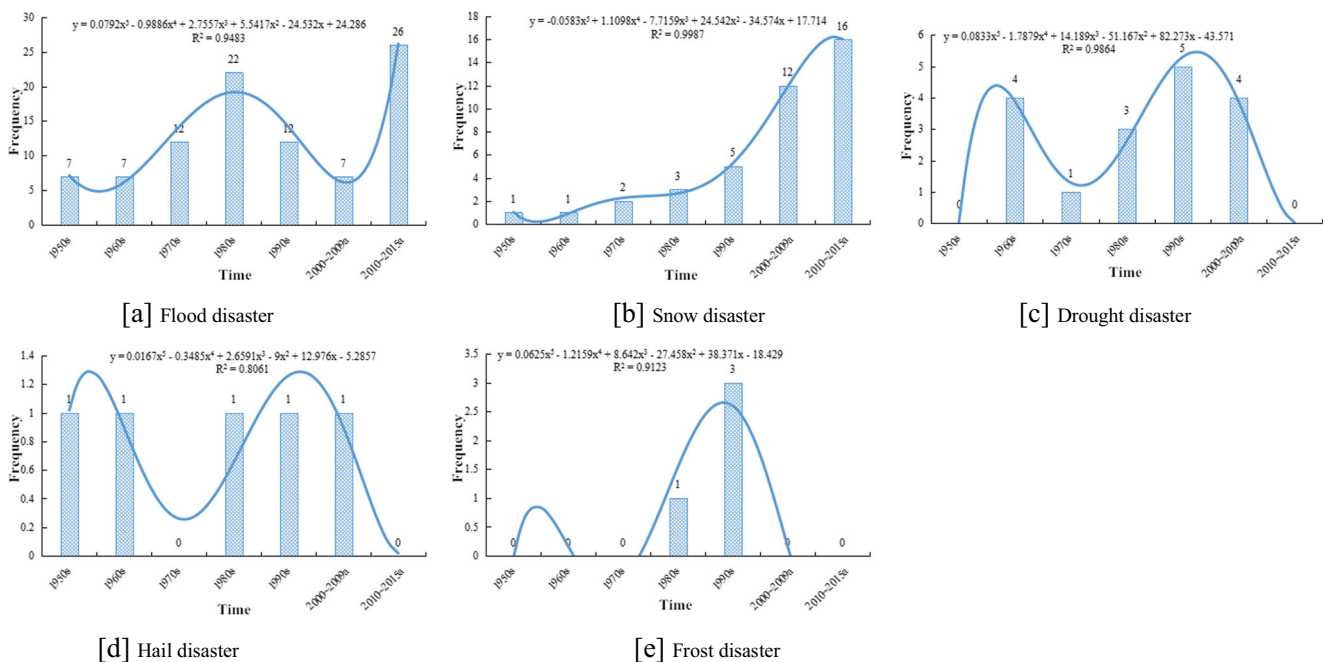 y = 0.0792x⁵ - 0.9886x⁴ + 2.7557x³ + 5.5417x² - 24.532x + 24.286
R² = 0.9483
Frequency
30
25
20
15
10
5
0
7
7
12
22
12
7
26
1950s
1960s
1970s
1980s
1990s
2000~2009a
2010~2015a
Time
[a] Flood disaster
y = -0.0583x⁵ + 1.1098x⁴ - 7.7159x³ + 24.542x² - 34.574x + 17.714
R² = 0.9987
Frequency
18
16
14
12
10
8
6
4
2
0
1
1
2
3
5
12
16
1950s
1960s
1970s
1980s
1990s
2000~2009a
2010~2015a
Time
[b] Snow disaster
y = 0.0833x⁵ - 1.7879x⁴ + 14.189x³ - 51.167x² + 82.273x - 43.571
R² = 0.9864
Frequency
6
5
4
3
2
1
0
0
4
1
3
5
4
0
1950s
1960s
1970s
1980s
1990s
2000~2009a
2010~2015a
Time
[c] Drought disaster
y = 0.0167x⁵ - 0.3485x⁴ + 2.6591x³ - 9x² + 12.976x - 5.2857
R² = 0.8061
Frequency
1.4
1.2
1
0.8
0.6
0.4
0.2
0
1
1
0
1
1
1
0
1950s
1960s
1970s
1980s
1990s
2000~2009a
2010~2015a
Time
[d] Hail disaster
y = 0.0625x⁵ - 1.2159x⁴ + 8.642x³ - 27.458x² + 38.371x - 18.429
R² = 0.9123
Frequency
3.5
3
2.5
2
1.5
1
0.5
0
0
0
0
1
3
0
0
1950s
1960s
1970s
1980s
1990s
2000~2009a
2010~2015a
Time
[e] Frost disaster